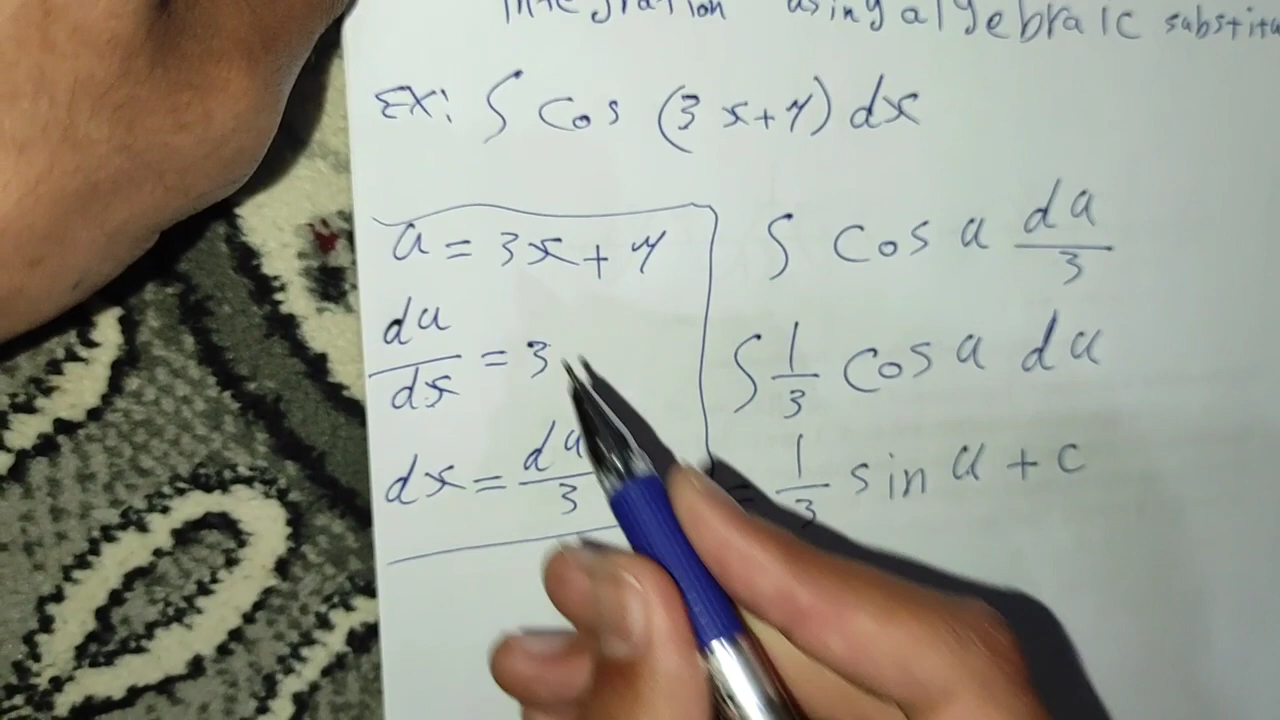 Integration using algebraic
EX: ∫ cos (3x+4) dx
u = 3x+4
du/dx = 3
dx = du/3
∫ cos u du/3
∫ 1/3 cos u du
= 1/3 sin u + c